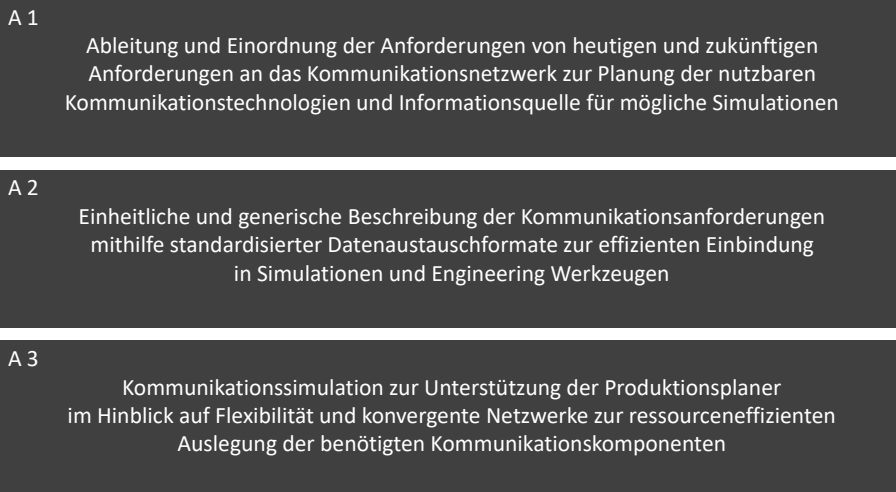 A 1
Ableitung und Einordnung der Anforderungen von heutigen und zukünftigen
Anforderungen an das Kommunikationsnetzwerk zur Planung der nutzbaren
Kommunikationstechnologien und Informationsquelle für mögliche Simulationen
A 2
Einheitliche und generische Beschreibung der Kommunikationsanforderungen
mithilfe standardisierter Datenaustauschformate zur effizienten Einbindung
in Simulationen und Engineering Werkzeugen
A 3
Kommunikationssimulation zur Unterstützung der Produktionsplaner
im Hinblick auf Flexibilität und konvergente Netzwerke zur ressourceneffizienten
Auslegung der benötigten Kommunikationskomponenten